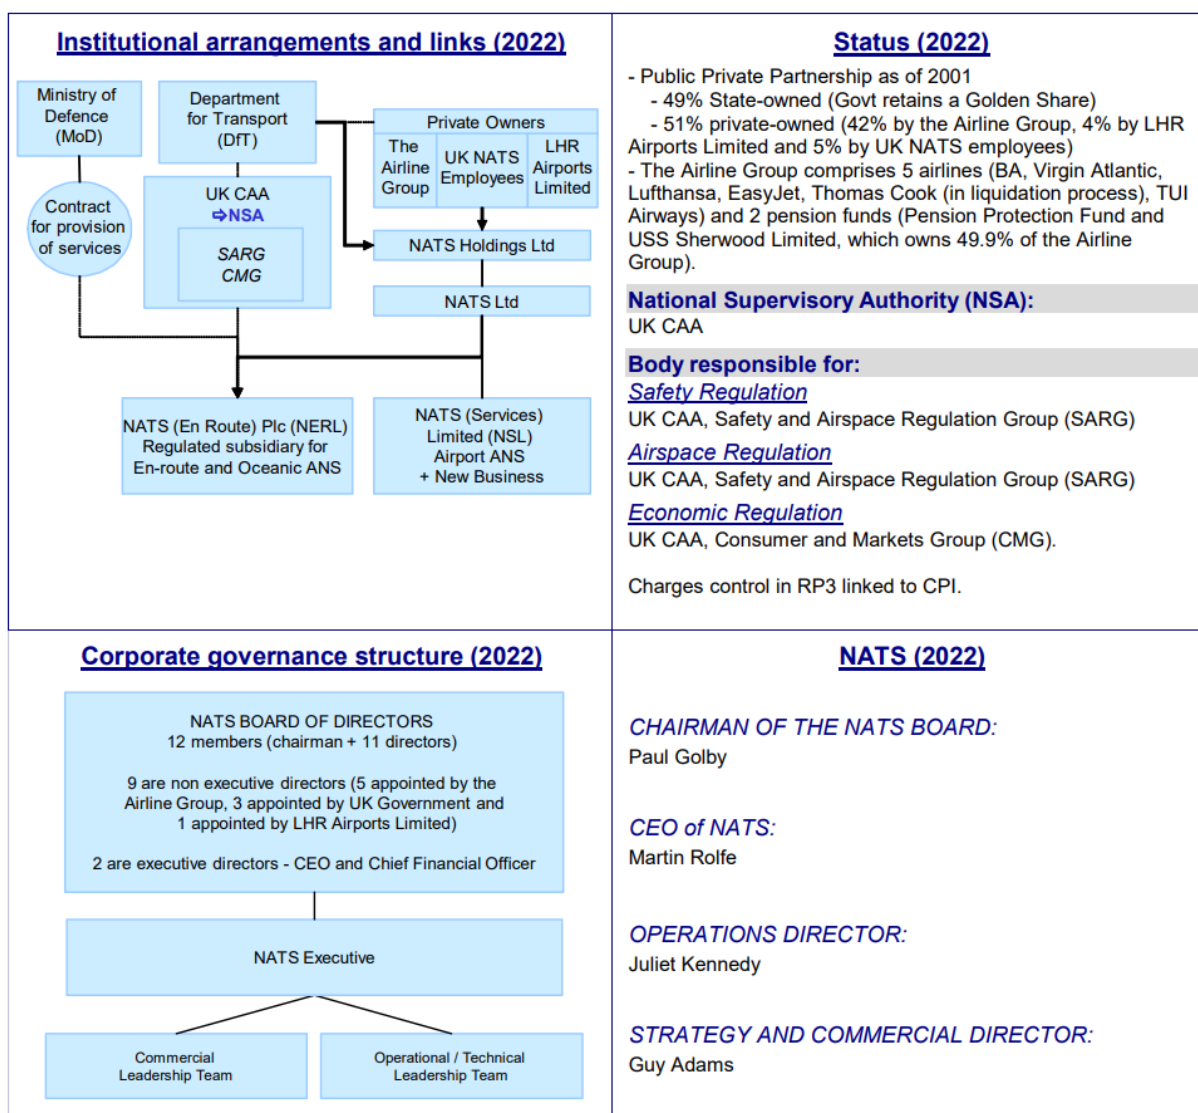 Institutional arrangements and links (2022)
Ministry of
Defence
(MoD)
Department
for Transport
(DfT)
Private Owners
The
Airline
Group
UK NATS
Employees
LHR
Airports
Limited
Contract
for provision
of services
UK CAA
⇨NSA
SARG
CMG
NATS Holdings Ltd
NATS Ltd
NATS (En Route) Plc (NERL)
Regulated subsidiary for
En-route and Oceanic ANS
NATS (Services)
Limited (NSL)
Airport ANS
+ New Business
Status (2022)
- Public Private Partnership as of 2001
- 49% State-owned (Govt retains a Golden Share)
- 51% private-owned (42% by the Airline Group, 4% by LHR
Airports Limited and 5% by UK NATS employees)
- The Airline Group comprises 5 airlines (BA, Virgin Atlantic,
Lufthansa, EasyJet, Thomas Cook (in liquidation process), TUI
Airways) and 2 pension funds (Pension Protection Fund and
USS Sherwood Limited, which owns 49.9% of the Airline
Group).
National Supervisory Authority (NSA):
UK CAA
Body responsible for:
Safety Regulation
UK CAA, Safety and Airspace Regulation Group (SARG)
Airspace Regulation
UK CAA, Safety and Airspace Regulation Group (SARG)
Economic Regulation
UK CAA, Consumer and Markets Group (CMG).
Charges control in RP3 linked to CPI.
Corporate governance structure (2022)
NATS BOARD OF DIRECTORS
12 members (chairman + 11 directors)
9 are non executive directors (5 appointed by the
Airline Group, 3 appointed by UK Government and
1 appointed by LHR Airports Limited)
2 are executive directors - CEO and Chief Financial Officer
NATS Executive
Commercial
Leadership Team
Operational / Technical
Leadership Team
NATS (2022)
CHAIRMAN OF THE NATS BOARD:
Paul Golby
CEO of NATS:
Martin Rolfe
OPERATIONS DIRECTOR:
Juliet Kennedy
STRATEGY AND COMMERCIAL DIRECTOR:
Guy Adams